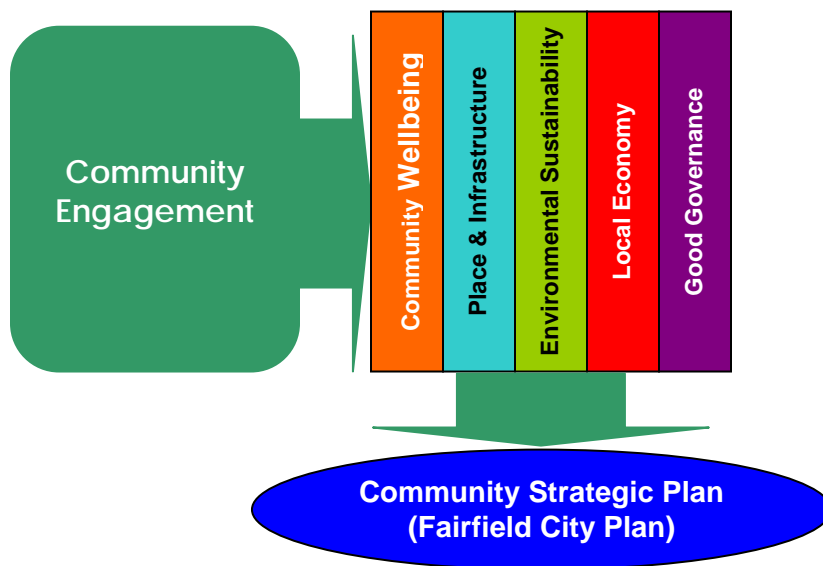 Community
Engagement
Community Wellbeing
Place & Infrastructure
Environmental Sustainability
Local Economy
Good Governance
Community Strategic Plan
(Fairfield City Plan)